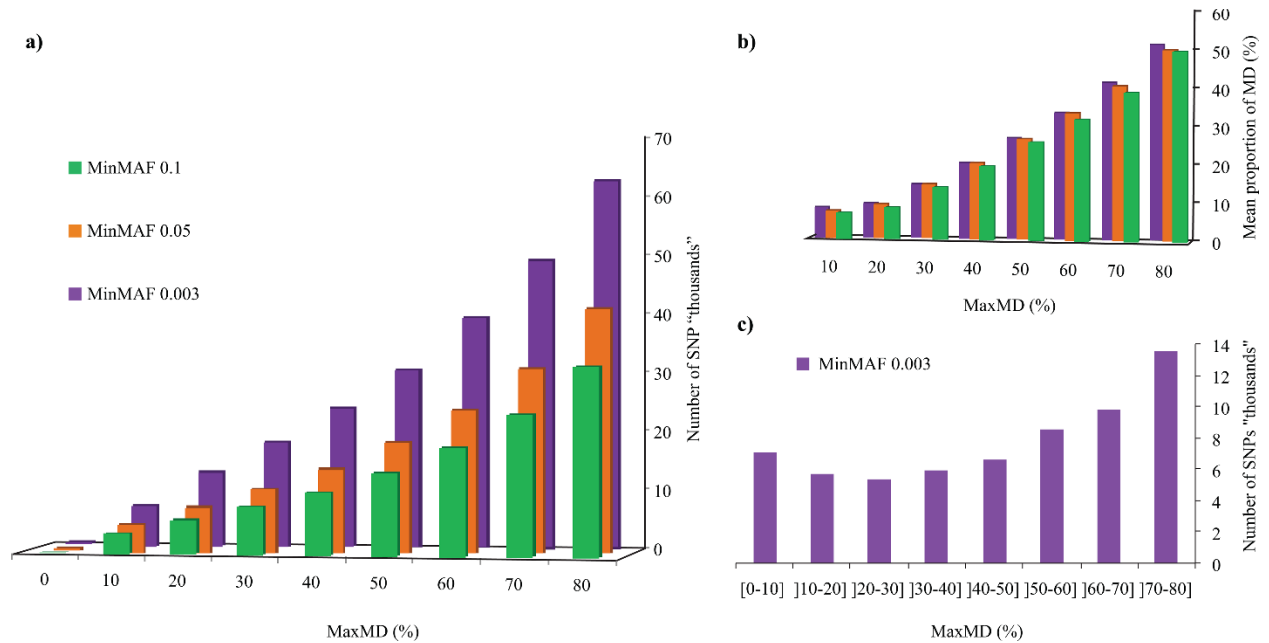 a)
MinMAF 0.1
MinMAF 0.05
MinMAF 0.003
70
60
50
40
30
20
10
0
Number of SNP “thousands”
0 10 20 30 40 50 60 70 80
MaxMD (%)
b)
60
50
40
30
20
10
0
Mean proportion of MD (%)
10 20 30 40 50 60 70 80
MaxMD (%)
c)
MinMAF 0.003
14
12
10
8
6
4
2
0
Number of SNPs "thousands"
[0-10] ]10-20] ]20-30] ]30-40] ]40-50] ]50-60] ]60-70] ]70-80]
MaxMD (%)